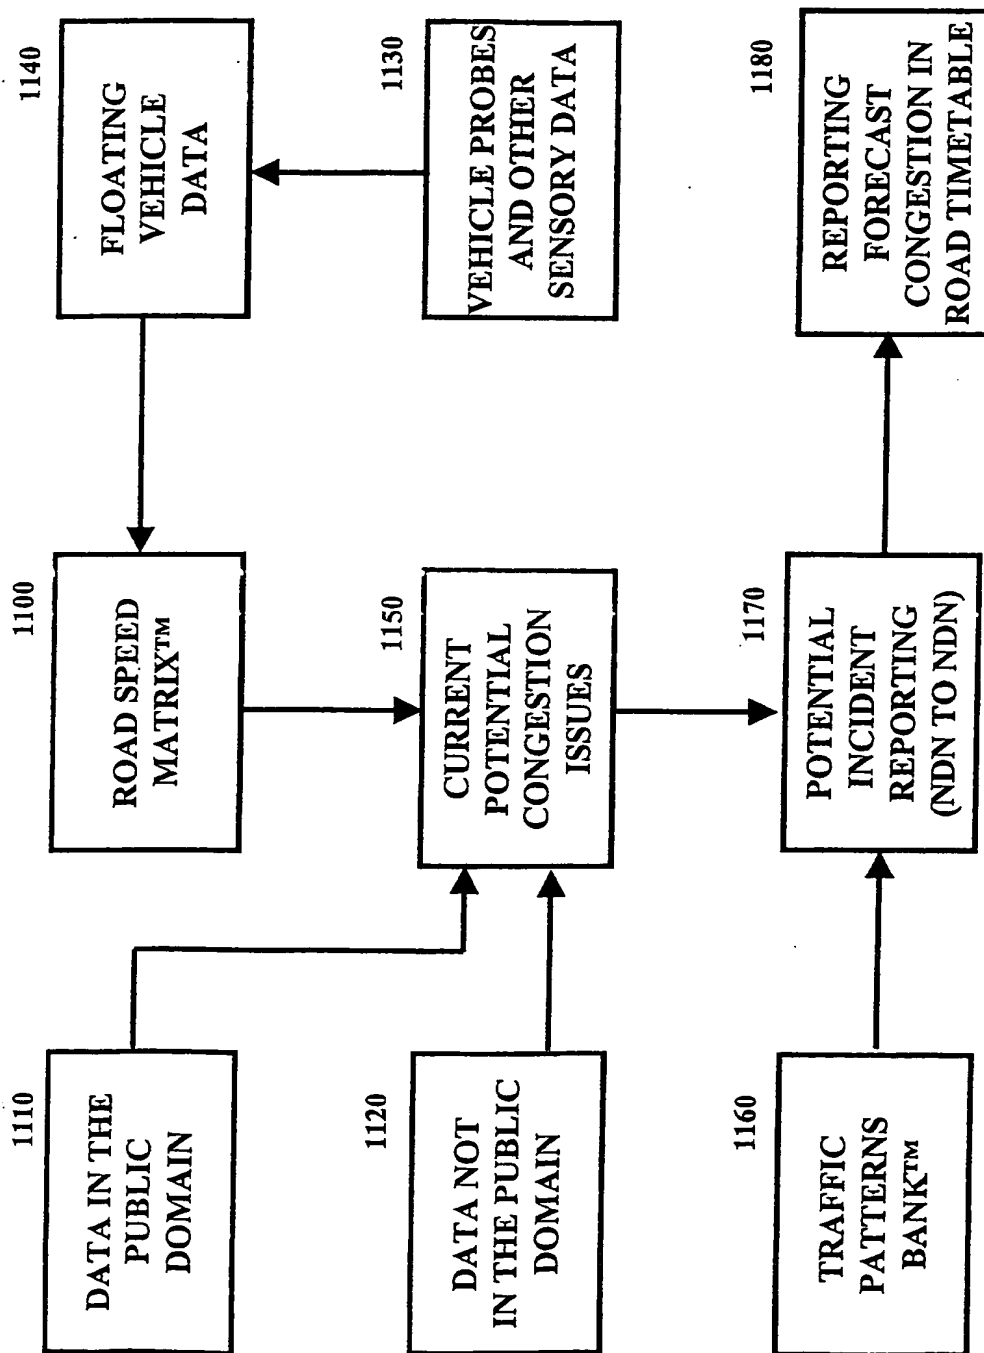 1110
DATA IN THE
PUBLIC
DOMAIN
1100
ROAD SPEED
MATRIX™
1140
FLOATING
VEHICLE
DATA
1120
DATA NOT
IN THE PUBLIC
DOMAIN
1150
CURRENT
POTENTIAL
CONGESTION
ISSUES
1130
VEHICLE PROBES
AND OTHER
SENSORY DATA
1160
TRAFFIC
PATTERNS
BANK™
1170
POTENTIAL
INCIDENT
REPORTING
(NDN TO NDN)
1180
REPORTING
FORECAST
CONGESTION IN
ROAD TIMETABLE